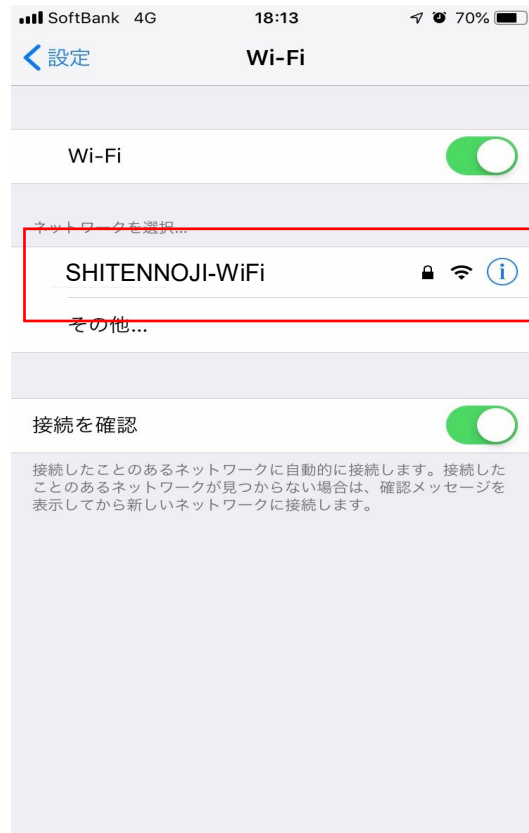 SoftBank 4G 18:13 70%
設定 Wi-Fi
Wi-Fi
ネットワークを選択...
SHITENNOJI-WiFi
その他...
接続を確認
接続したことのあるネットワークに自動的に接続します。接続した
ことのあるネットワークが見つからない場合は、確認メッセージを
表示してから新しいネットワークに接続します。